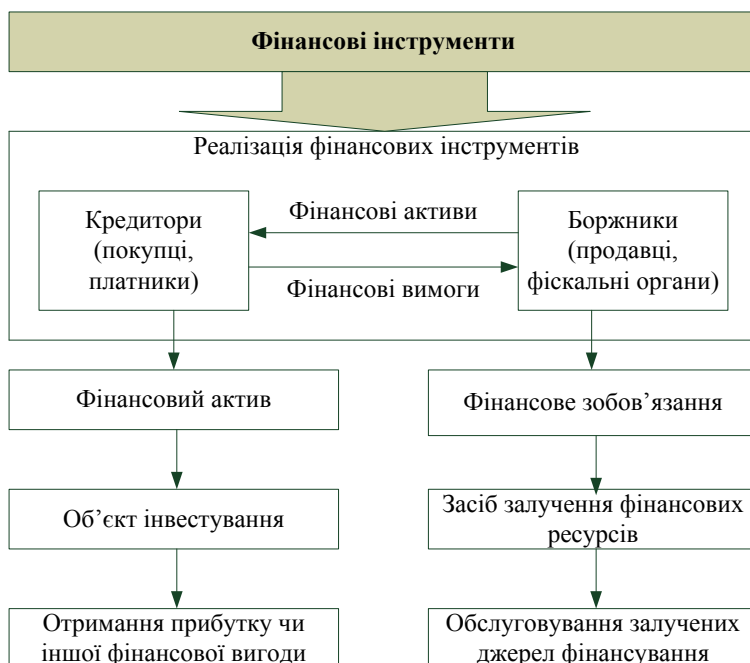 Фінансові інструменти
Реалізація фінансових інструментів
Кредитори
(покупці,
платники)
Фінансові активи
Фінансові вимоги
Боржники
(продавці,
фіскальні органи)
Фінансовий актив
Фінансове зобов’язання
Об’єкт інвестування
Засіб залучення фінансових
ресурсів
Отримання прибутку чи
іншої фінансової вигоди
Обслуговування залучених
джерел фінансування